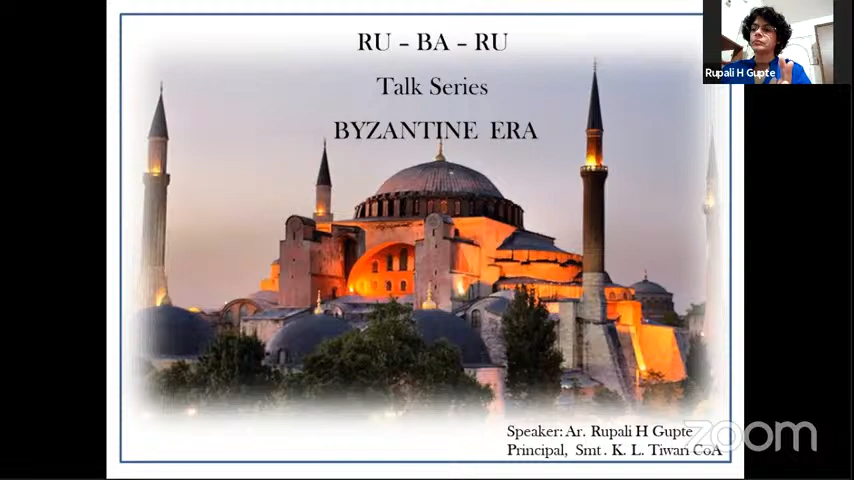 RU – BA – RU
Talk Series
BYZANTINE ERA
Rupali H Gupte
Speaker: Ar. Rupali H Gupte
Principal, Smt. K. L. Tiwari CoA
zoom